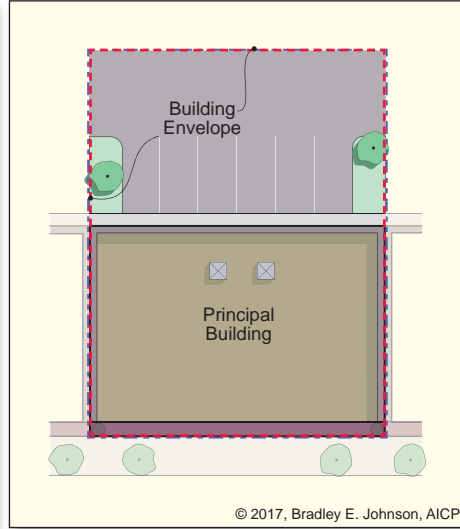 Building
Envelope
Principal
Building
© 2017, Bradley E. Johnson, AICP